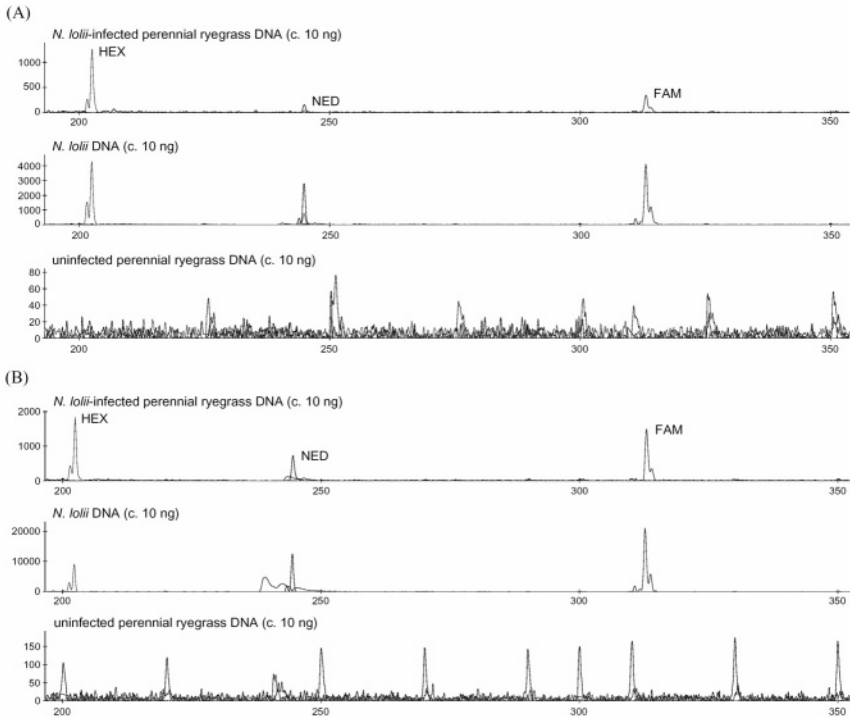 (A)
N. lolii-infected perennial ryegrass DNA (c. 10 ng)
HEX
1000
NED
FAM
500
0
200 250 300 350
N. lolii DNA (c. 10 ng)
4000
3000
2000
1000
0
200 250 300 350
uninfected perennial ryegrass DNA (c. 10 ng)
80
60
40
20
0
200 250 300 350
(B)
N. lolii-infected perennial ryegrass DNA (c. 10 ng)
2000
HEX
FAM
1000
NED
0
200 250 300 350
N. lolii DNA (c. 10 ng)
20000
10000
0
200 250 300 350
uninfected perennial ryegrass DNA (c. 10 ng)
150
100
50
0
200 250 300 350